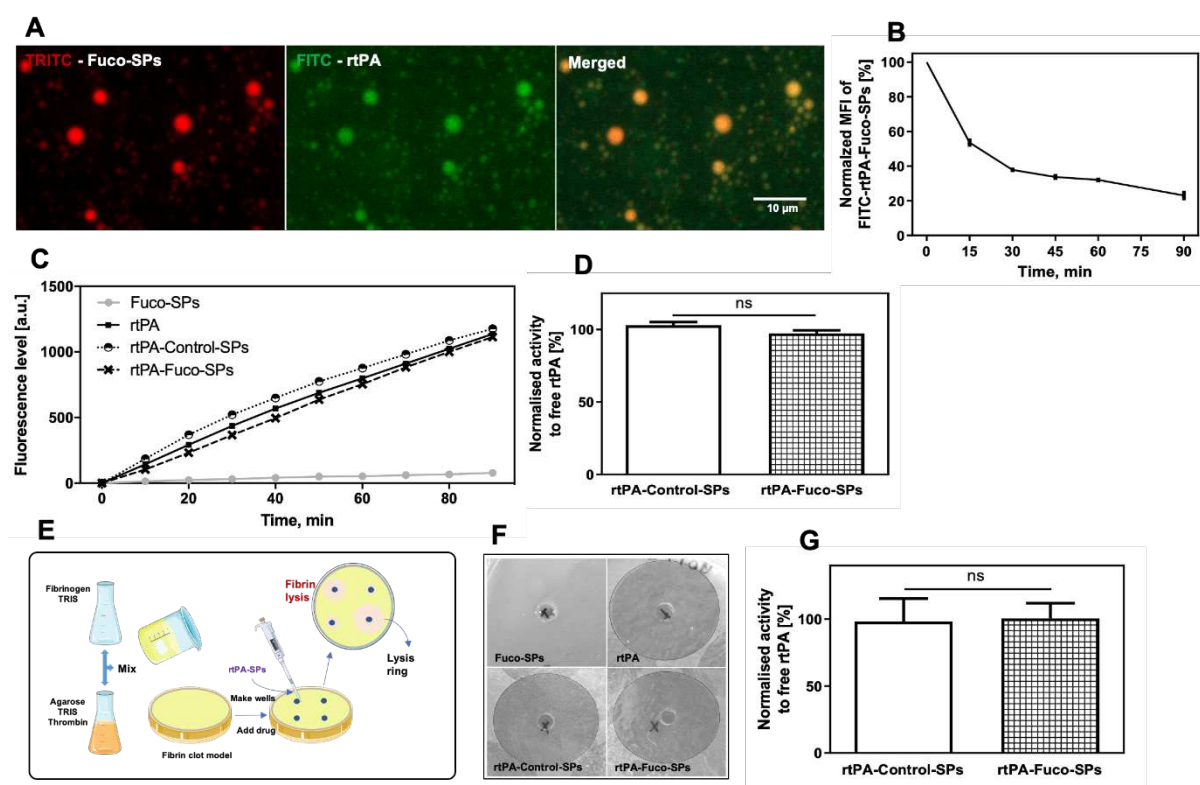 A
TRITC - Fuco-SPs
FITC - rtPA
Merged
10 µm
B
Normalzed MFI of
FITC-rtPA-Fuco-SPs [%]
100
80
60
40
20
0
0 15 30 45 60 75 90
Time, min
C
Fluorescence level [a.u.]
1500
1000
500
0
Fuco-SPs
rtPA
rtPA-Control-SPs
rtPA-Fuco-SPs
0 20 40 60 80
Time, min
D
Normalised activity
to free rtPA [%]
100
50
0
ns
rtPA-Control-SPs rtPA-Fuco-SPs
E
Fibrinogen
TRIS
Mix
Agarose
TRIS
Thrombin
Fibrin clot model
rtPA-SPs
Make wells
Add drug
Fibrin
lysis
Lysis
ring
F
Fuco-SPs
rtPA
rtPA-Control-SPs
rtPA-Fuco-SPs
G
Normalised activity
to free rtPA [%]
100
50
0
ns
rtPA-Control-SPs rtPA-Fuco-SPs